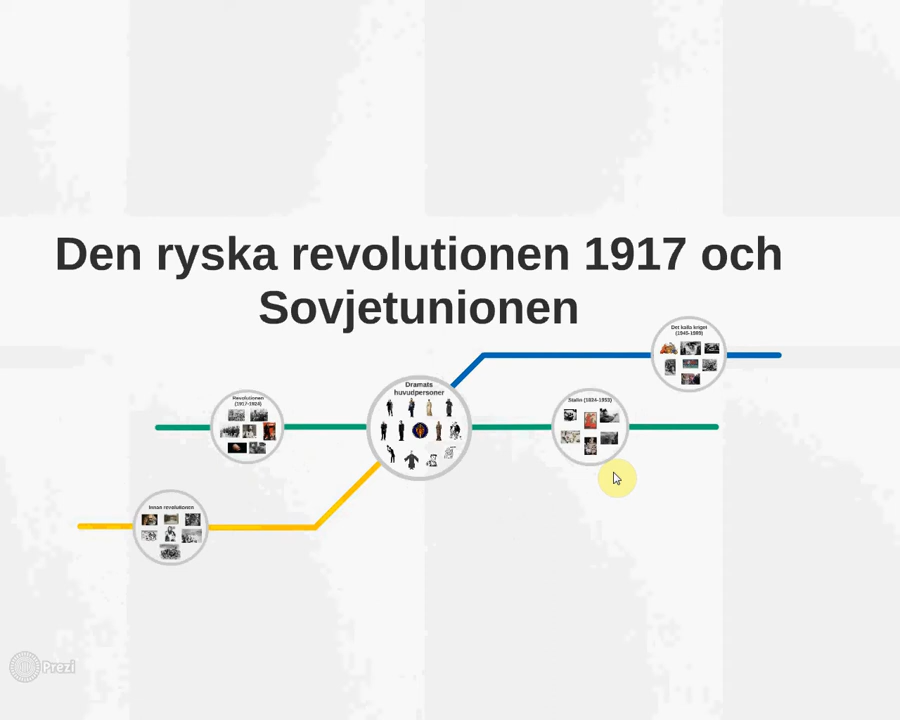 Den ryska revolutionen 1917 och
Sovjetunionen
Det kalla kriget
(1945-1989)
Dramats
huvudpersoner
Revolutionen
(1917-1924)
Stalin (1924-1953)
Innan revolutionen
Prezi